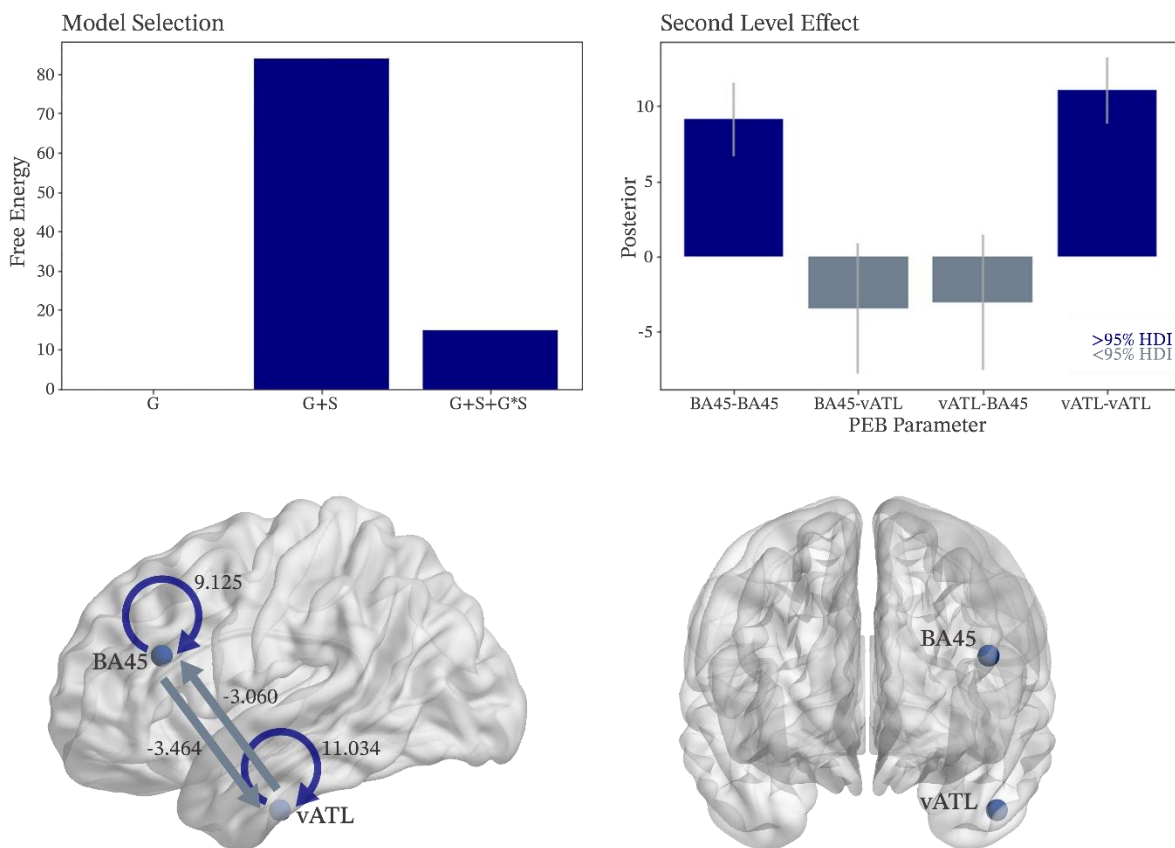 Model Selection
Free Energy
80
70
60
50
40
30
20
10
0
G
G+S
G+S+G*S
Second Level Effect
Posterior
10
5
0
-5
>95% HDI
<95% HDI
BA45-BA45
BA45-vATL
vATL-BA45
vATL-vATL
PEB Parameter
9.125
BA45
-3.060
-3.464
11.034
vATL
BA45
vATL